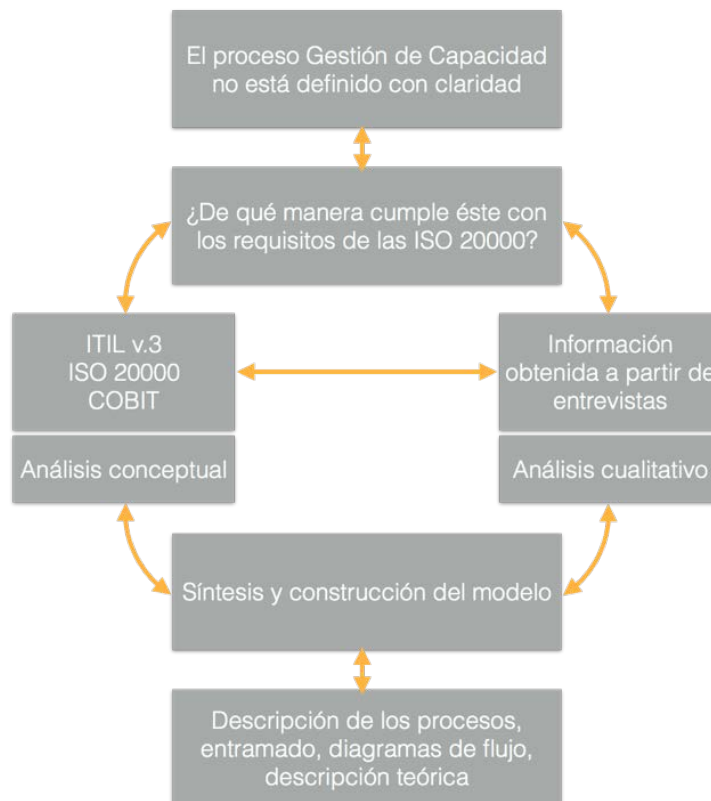 El proceso Gestión de Capacidad
no está definido con claridad
¿De qué manera cumple éste con
los requisitos de las ISO 20000?
ITIL v.3
ISO 20000
COBIT
Información
obtenida a partir de
entrevistas
Análisis conceptual
Análisis cualitativo
Síntesis y construcción del modelo
Descripción de los procesos,
entramado, diagramas de flujo,
descripción teórica